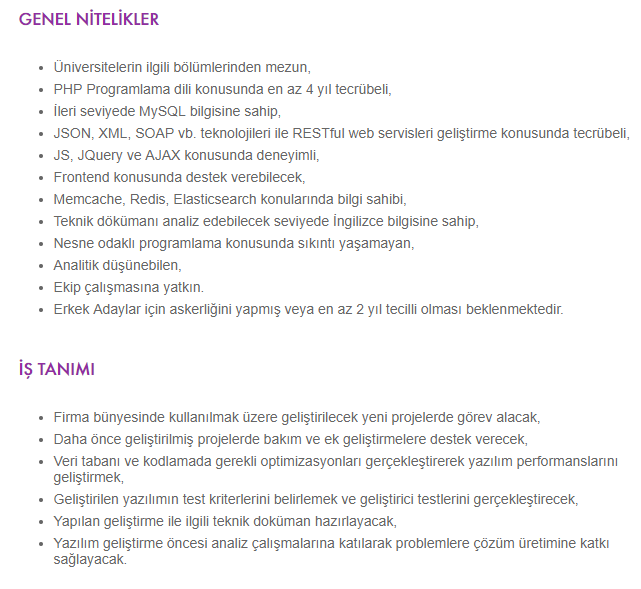 GENEL NİTELİKLER
• Üniversitelerin ilgili bölümlerinden mezun,
• PHP Programlama dili konusunda en az 4 yıl tecrübeli,
• İleri seviyede MySQL bilgisine sahip,
• JSON, XML, SOAP vb. teknolojileri ile RESTful web servisleri geliştirme konusunda tecrübeli,
• JS, JQuery ve AJAX konusunda deneyimli,
• Frontend konusunda destek verebilecek,
• Memcache, Redis, Elasticsearch konularında bilgi sahibi,
• Teknik dökümanı analiz edebilecek seviyede İngilizce bilgisine sahip,
• Nesne odaklı programlama konusunda sıkıntı yaşamayan,
• Analitik düşünebilen,
• Ekip çalışmasına yatkın.
• Erkek Adaylar için askerliğini yapmış veya en az 2 yıl tecilli olması beklenmektedir.
İŞ TANIMI
• Firma bünyesinde kullanılmak üzere geliştirilecek yeni projelerde görev alacak,
• Daha önce geliştirilmiş projelerde bakım ve ek geliştirmelere destek verecek,
• Veri tabanı ve kodlamada gerekli optimizasyonları gerçekleştirerek yazılım performanslarını
geliştirmek,
• Geliştirilen yazılımın test kriterlerini belirlemek ve geliştirici testlerini gerçekleştirecek,
• Yapılan geliştirme ile ilgili teknik doküman hazırlayacak,
• Yazılım geliştirme öncesi analiz çalışmalarına katılarak problemlere çözüm üretimine katkı
sağlayacak.